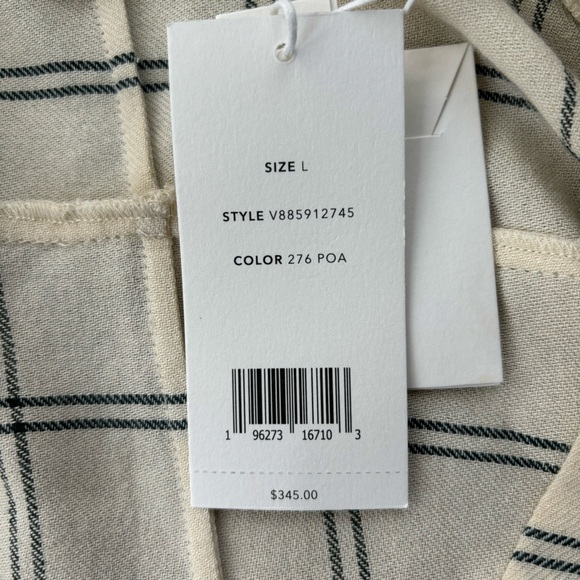 SIZE L
STYLE V885912745
COLOR 276 POA
1 96273 16710 3
$345.00